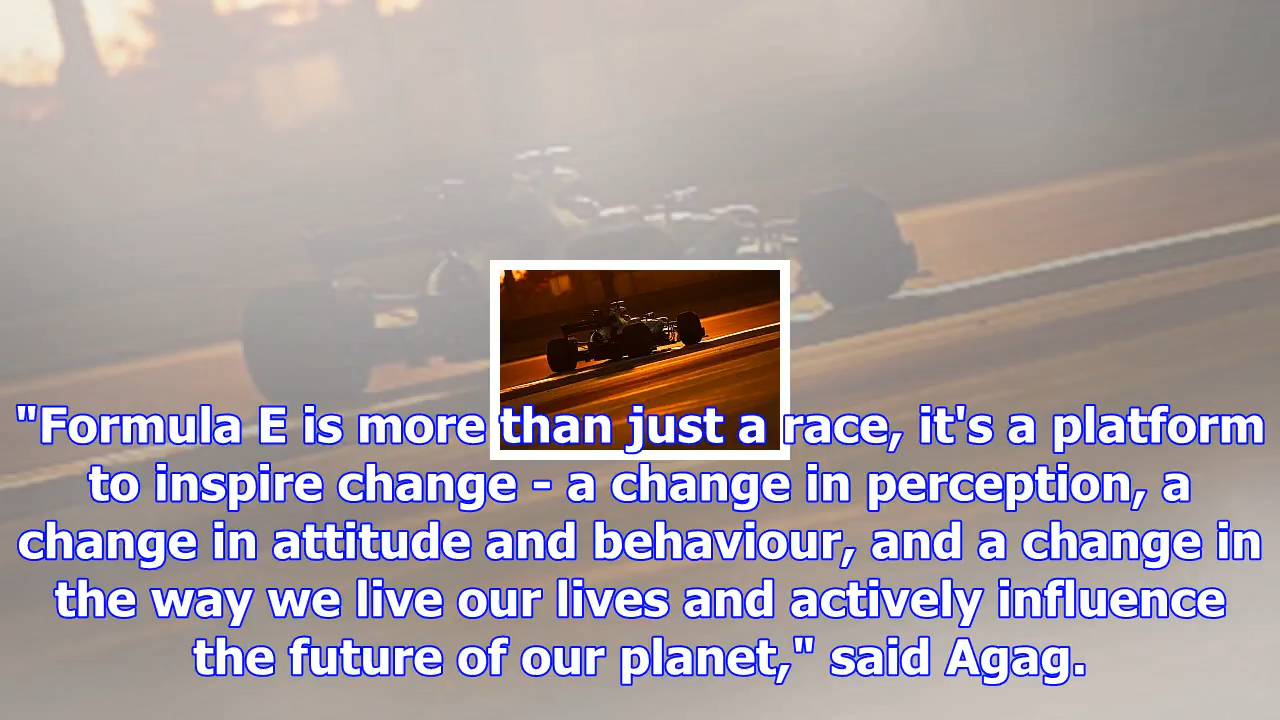 "Formula E is more than just a race, it's a platform
to inspire change - a change in perception, a
change in attitude and behaviour, and a change in
the way we live our lives and actively influence
the future of our planet," said Agag.